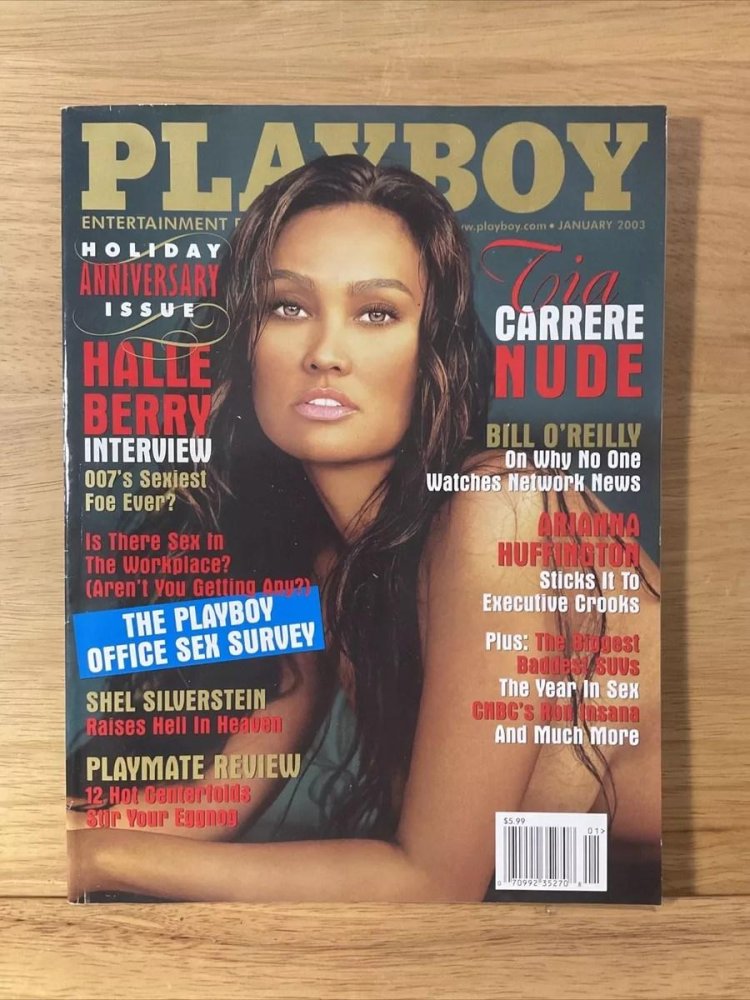 PLAYBOY
ENTERTAINMENT
www.playboy.com • JANUARY 2003
HOLIDAY
ANNIVERSARY
ISSUE
HALLE
BERRY
INTERVIEW
007's Sexiest
Foe Ever?
Is There Sex In
The Workplace?
(Aren't You Getting Any?)
THE PLAYBOY
OFFICE SEX SURVEY
SHEL SILVERSTEIN
Raises Hell In Heaven
PLAYMATE REVIEW
12 Hot Centerfolds
Stir Your Eggnog
Tia
CARRERE
NUDE
BILL O'REILLY
On Why No One
Watches Network News
ARIANNA
HUFFINGTON
Sticks It To
Executive Crooks
Plus: The Biggest
Baddest SUVs
The Year In Sex
CNBC's Ron Insana
And Much More
$5.99
01>
0 70992 35270 8